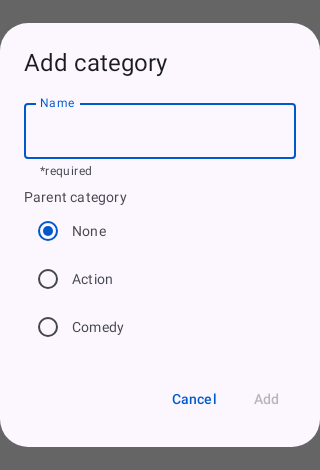 Add category
Name
*required
Parent category
None
Action
Comedy
Cancel
Add